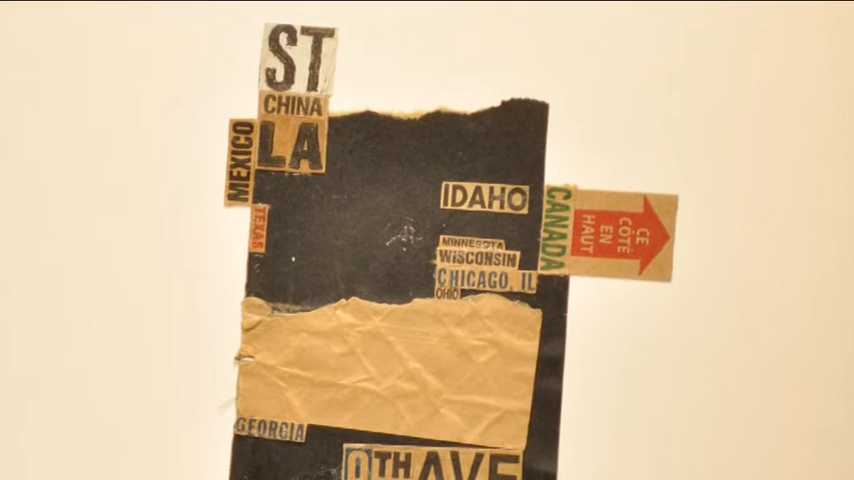 ST
CHINA
LA
MEXICO
TEXAS
IDAHO
CANADA
CE
CÔTÉ
EN
HAUT
MINNESOTA
WISCONSIN
CHICAGO, IL
OHIO
GEORGIA
0TH AVE